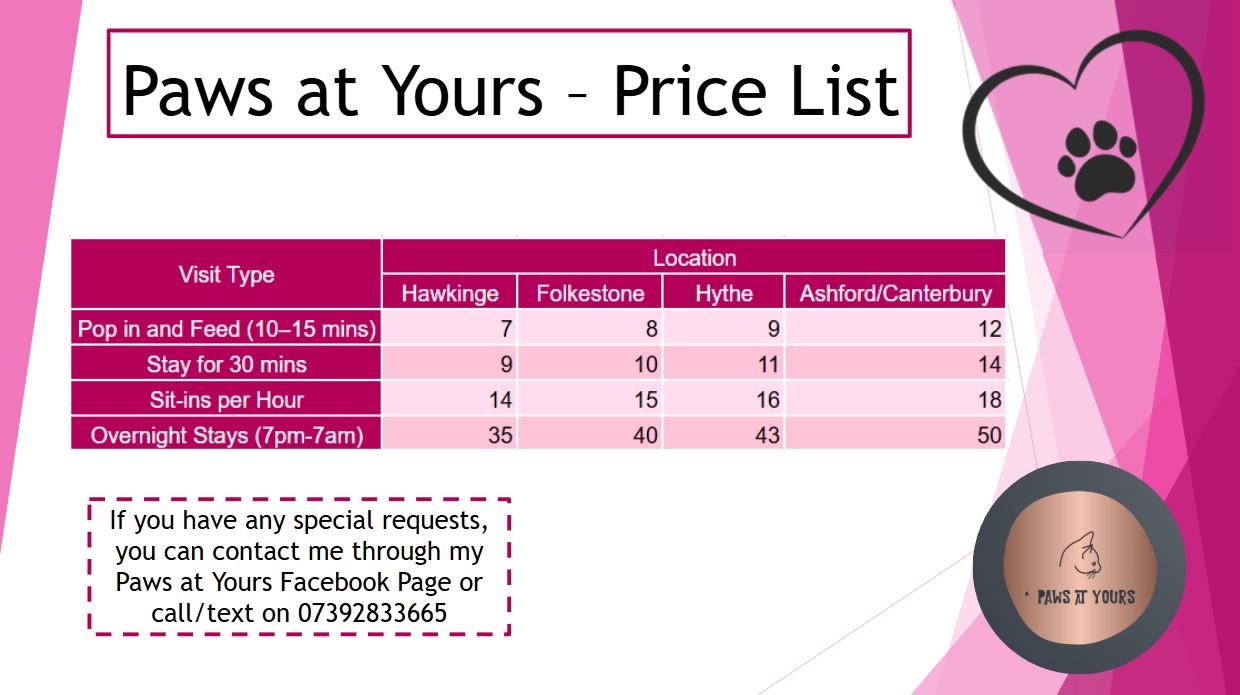 Paws at Yours – Price List
Visit Type
Location
Hawkinge Folkestone Hythe Ashford/Canterbury
Pop in and Feed (10–15 mins) 7 8 9 12
Stay for 30 mins 9 10 11 14
Sit-ins per Hour 14 15 16 18
Overnight Stays (7pm-7am) 35 40 43 50
If you have any special requests,
you can contact me through my
Paws at Yours Facebook Page or
call/text on 07392833665
PAWS AT YOURS